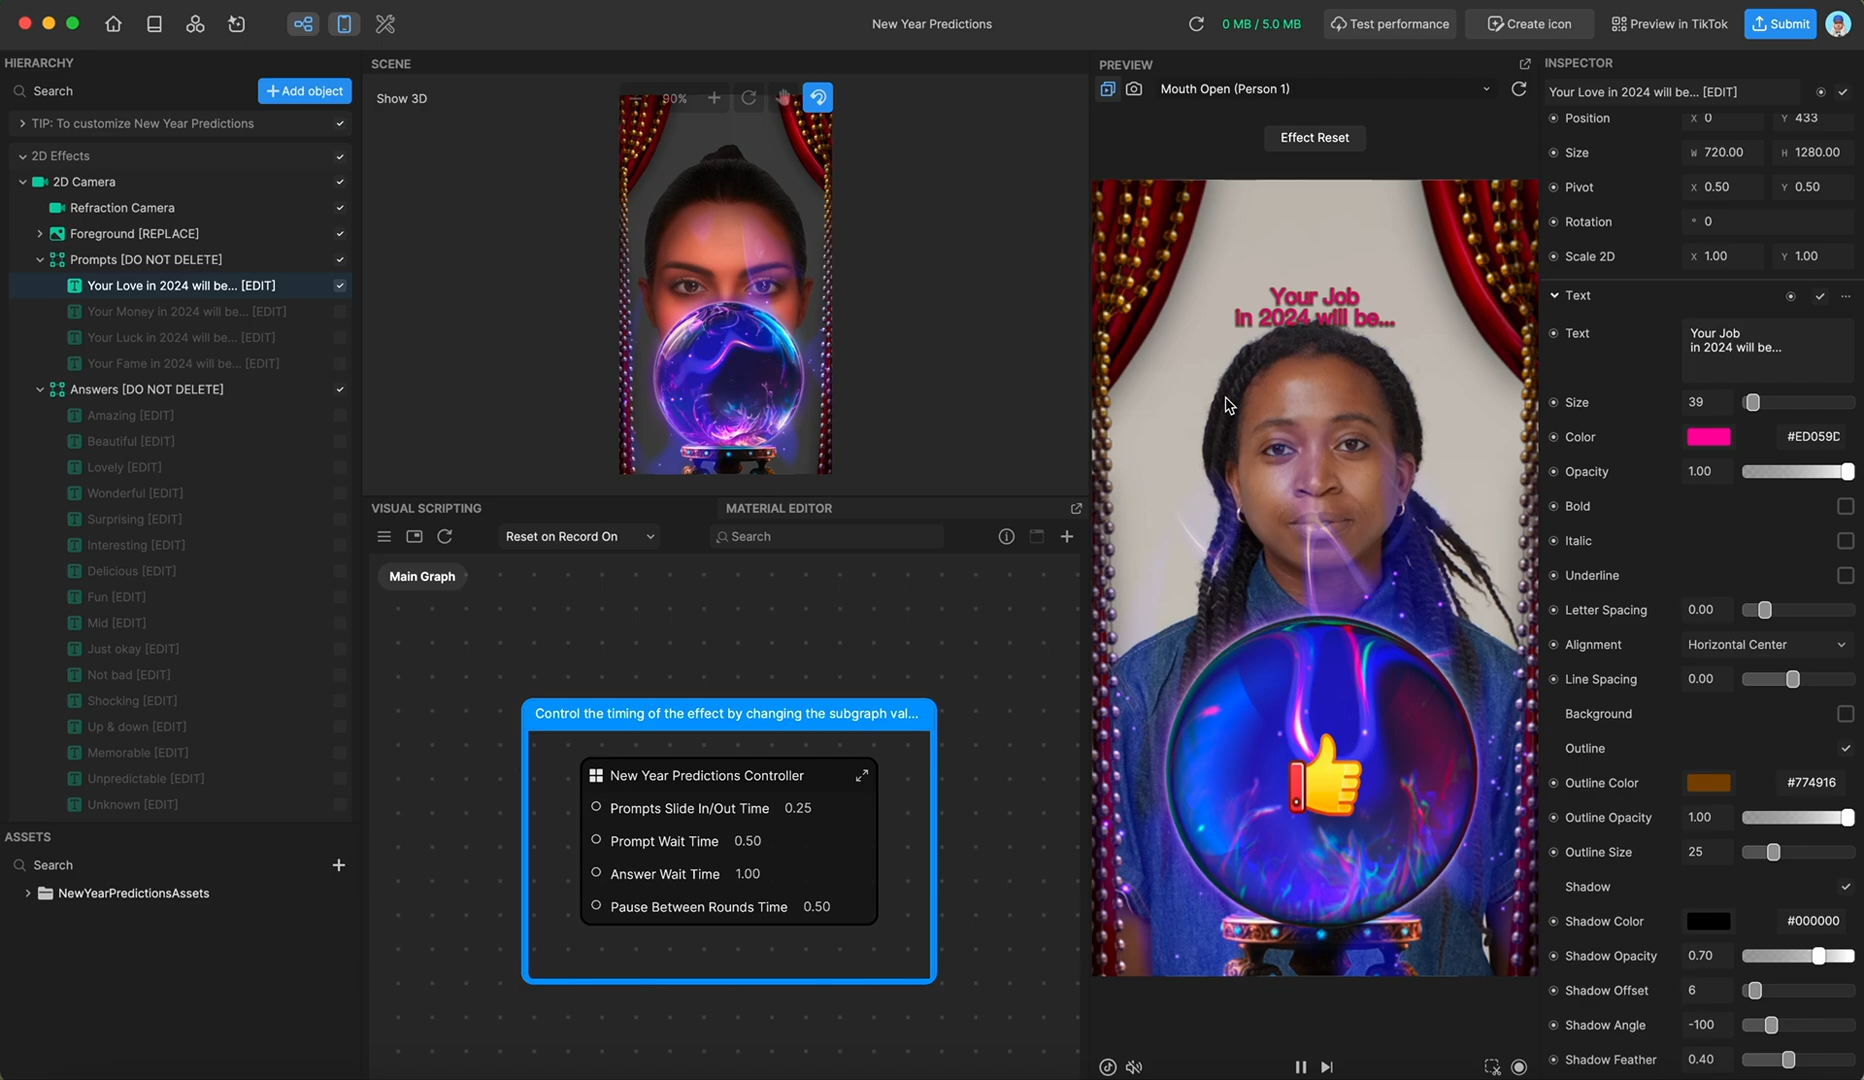 New Year Predictions
0 MB / 5.0 MB
Test performance
Create icon
Preview in TikTok
Submit
HIERARCHY
Search
Add object
TIP: To customize New Year Predictions
2D Effects
2D Camera
Refraction Camera
Foreground [REPLACE]
Prompts [DO NOT DELETE]
Your Love in 2024 will be... [EDIT]
Your Money in 2024 will be... [EDIT]
Your Luck in 2024 will be... [EDIT]
Your Fame in 2024 will be... [EDIT]
Answers [DO NOT DELETE]
Amazing [EDIT]
Beautiful [EDIT]
Lovely [EDIT]
Wonderful [EDIT]
Surprising [EDIT]
Interesting [EDIT]
Delicious [EDIT]
Fun [EDIT]
Mid [EDIT]
Just okay [EDIT]
Not bad [EDIT]
Shocking [EDIT]
Up & down [EDIT]
Memorable [EDIT]
Unpredictable [EDIT]
Unknown [EDIT]
ASSETS
Search
NewYearPredictionsAssets
SCENE
Show 3D
90%
VISUAL SCRIPTING
MATERIAL EDITOR
Reset on Record On
Search
Main Graph
Control the timing of the effect by changing the subgraph val...
New Year Predictions Controller
Prompts Slide In/Out Time 0.25
Prompt Wait Time 0.50
Answer Wait Time 1.00
Pause Between Rounds Time 0.50
PREVIEW
Mouth Open (Person 1)
Effect Reset
Your Job
in 2024 will be...
INSPECTOR
Your Love in 2024 will be... [EDIT]
Position X 0 Y 433
Size W 720.00 H 1280.00
Pivot X 0.50 Y 0.50
Rotation ° 0
Scale 2D X 1.00 Y 1.00
Text
Text Your Job
in 2024 will be...
Size 39
Color #ED059D
Opacity 1.00
Bold
Italic
Underline
Letter Spacing 0.00
Alignment Horizontal Center
Line Spacing 0.00
Background
Outline
Outline Color #774916
Outline Opacity 1.00
Outline Size 25
Shadow
Shadow Color #000000
Shadow Opacity 0.70
Shadow Offset 6
Shadow Angle -100
Shadow Feather 0.40